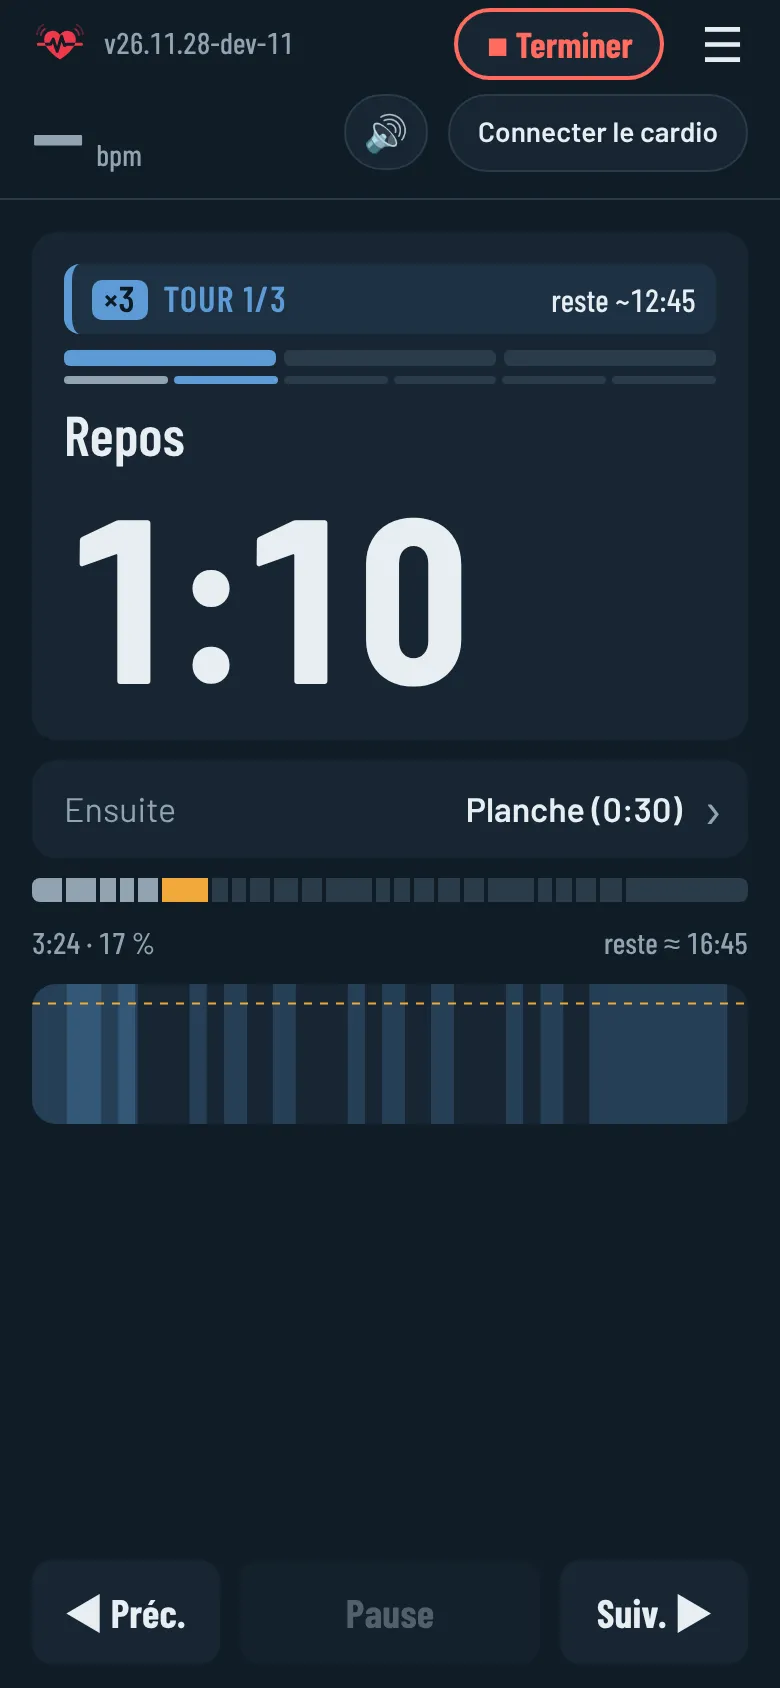 v26.11.28-dev-11
■ Terminer
— bpm
Connecter le cardio
×3 TOUR 1/3 reste ~12:45
Repos
1:10
Ensuite Planche (0:30) ›
3:24 · 17 % reste ≈ 16:45
◀ Préc.
Pause
Suiv. ▶